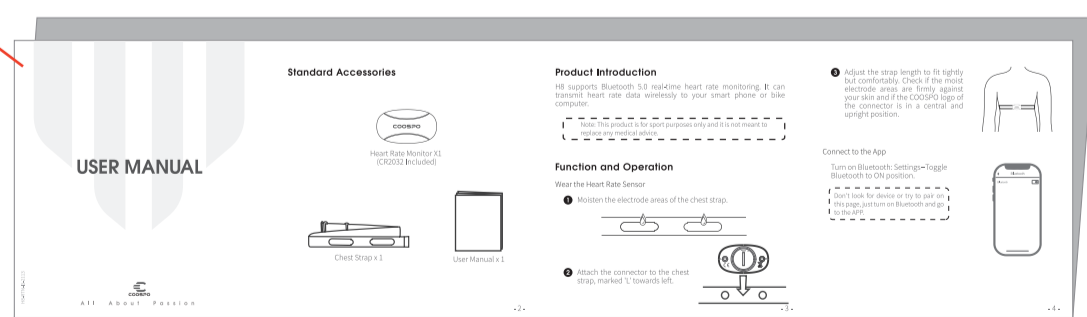 USER MANUAL
COOSPO
All About Passion
Standard Accessories
COOSPO
Heart Rate Monitor X1
(CR2032 Included)
Chest Strap x 1
User Manual x 1
- 2 -
Product Introduction
H8 supports Bluetooth 5.0 real-time heart rate monitoring. It can
transmit heart rate data wirelessly to your smart phone or bike
computer.
Note: This product is for sport purposes only and it is not meant to
replace any medical advice.
Function and Operation
Wear the Heart Rate Sensor
1 Moisten the electrode areas of the chest strap.
2 Attach the connector to the chest
strap, marked 'L' towards left.
- 3 -
3 Adjust the strap length to fit tightly
but comfortably. Check if the moist
electrode areas are firmly against
your skin and if the COOSPO logo of
the connector is in a central and
upright position.
Connect to the App
Turn on Bluetooth: Settings–Toggle
Bluetooth to ON position.
Don't look for device or try to pair on
this page, just turn on Bluetooth and go
to the APP.
- 4 -